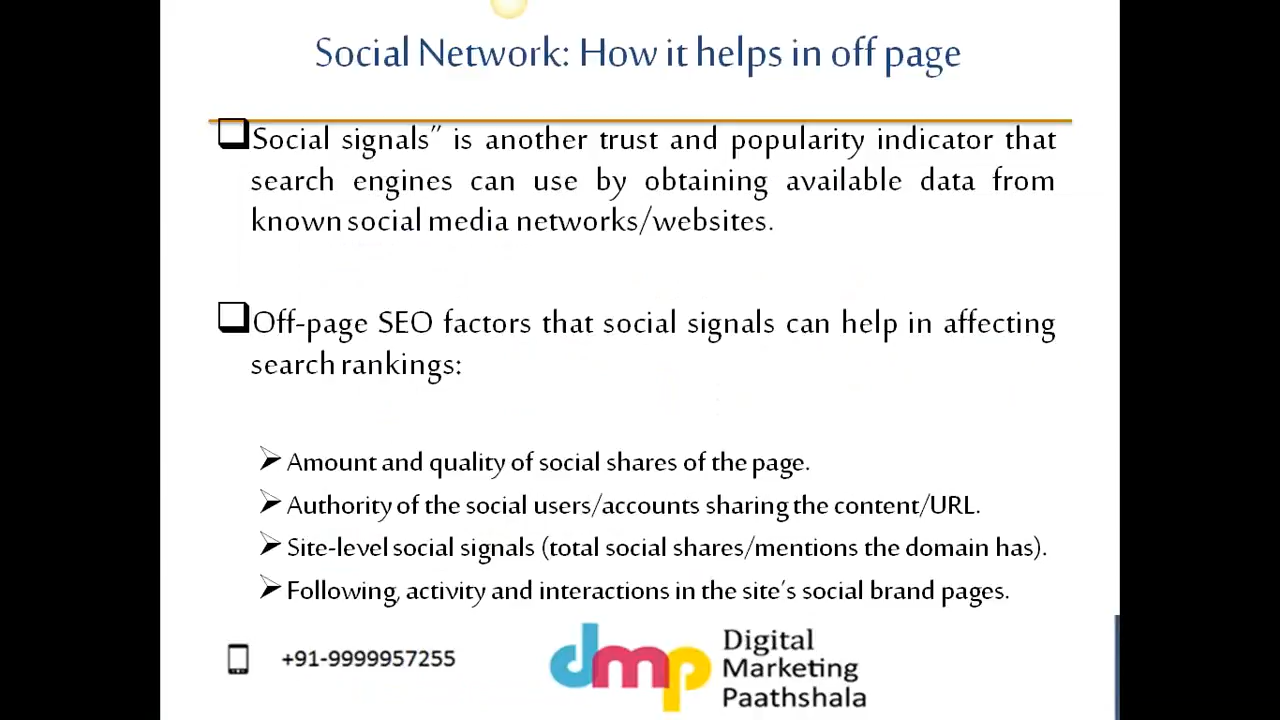 Social Network: How it helps in off page
Social signals” is another trust and popularity indicator that
search engines can use by obtaining available data from
known social media networks/websites.
Off-page SEO factors that social signals can help in affecting
search rankings:
Amount and quality of social shares of the page.
Authority of the social users/accounts sharing the content/URL.
Site-level social signals (total social shares/mentions the domain has).
Following, activity and interactions in the site’s social brand pages.
+91-9999957255
dmp
Digital
Marketing
Paathshala